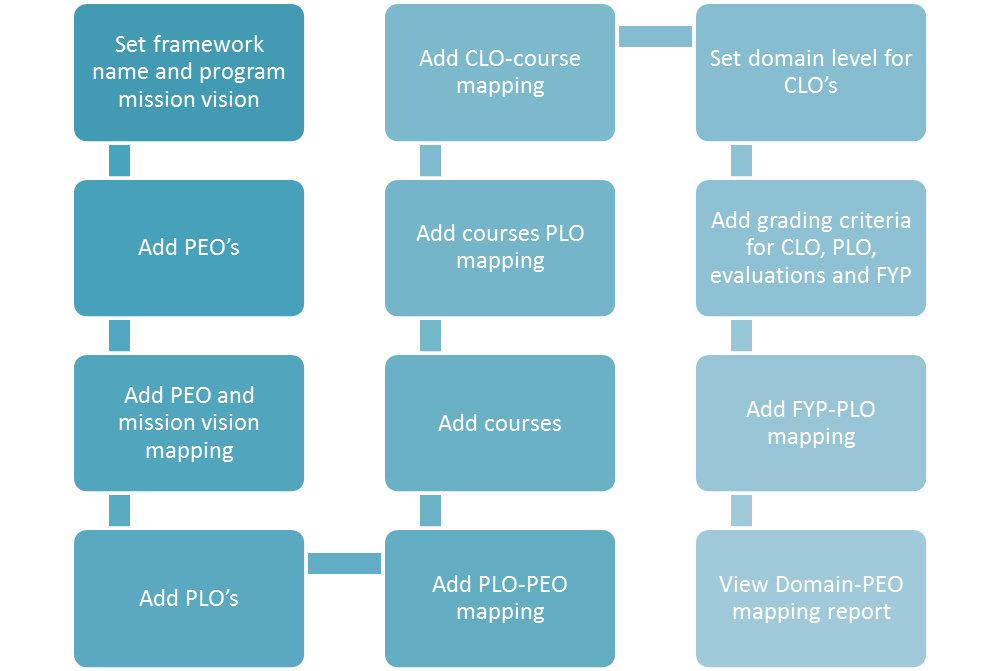 Set framework
name and program
mission vision
Add PEO’s
Add PEO and
mission vision
mapping
Add PLO’s
Add PLO-PEO
mapping
Add courses
Add courses PLO
mapping
Add CLO-course
mapping
Set domain level for
CLO’s
Add grading criteria
for CLO, PLO,
evaluations and FYP
Add FYP-PLO
mapping
View Domain-PEO
mapping report